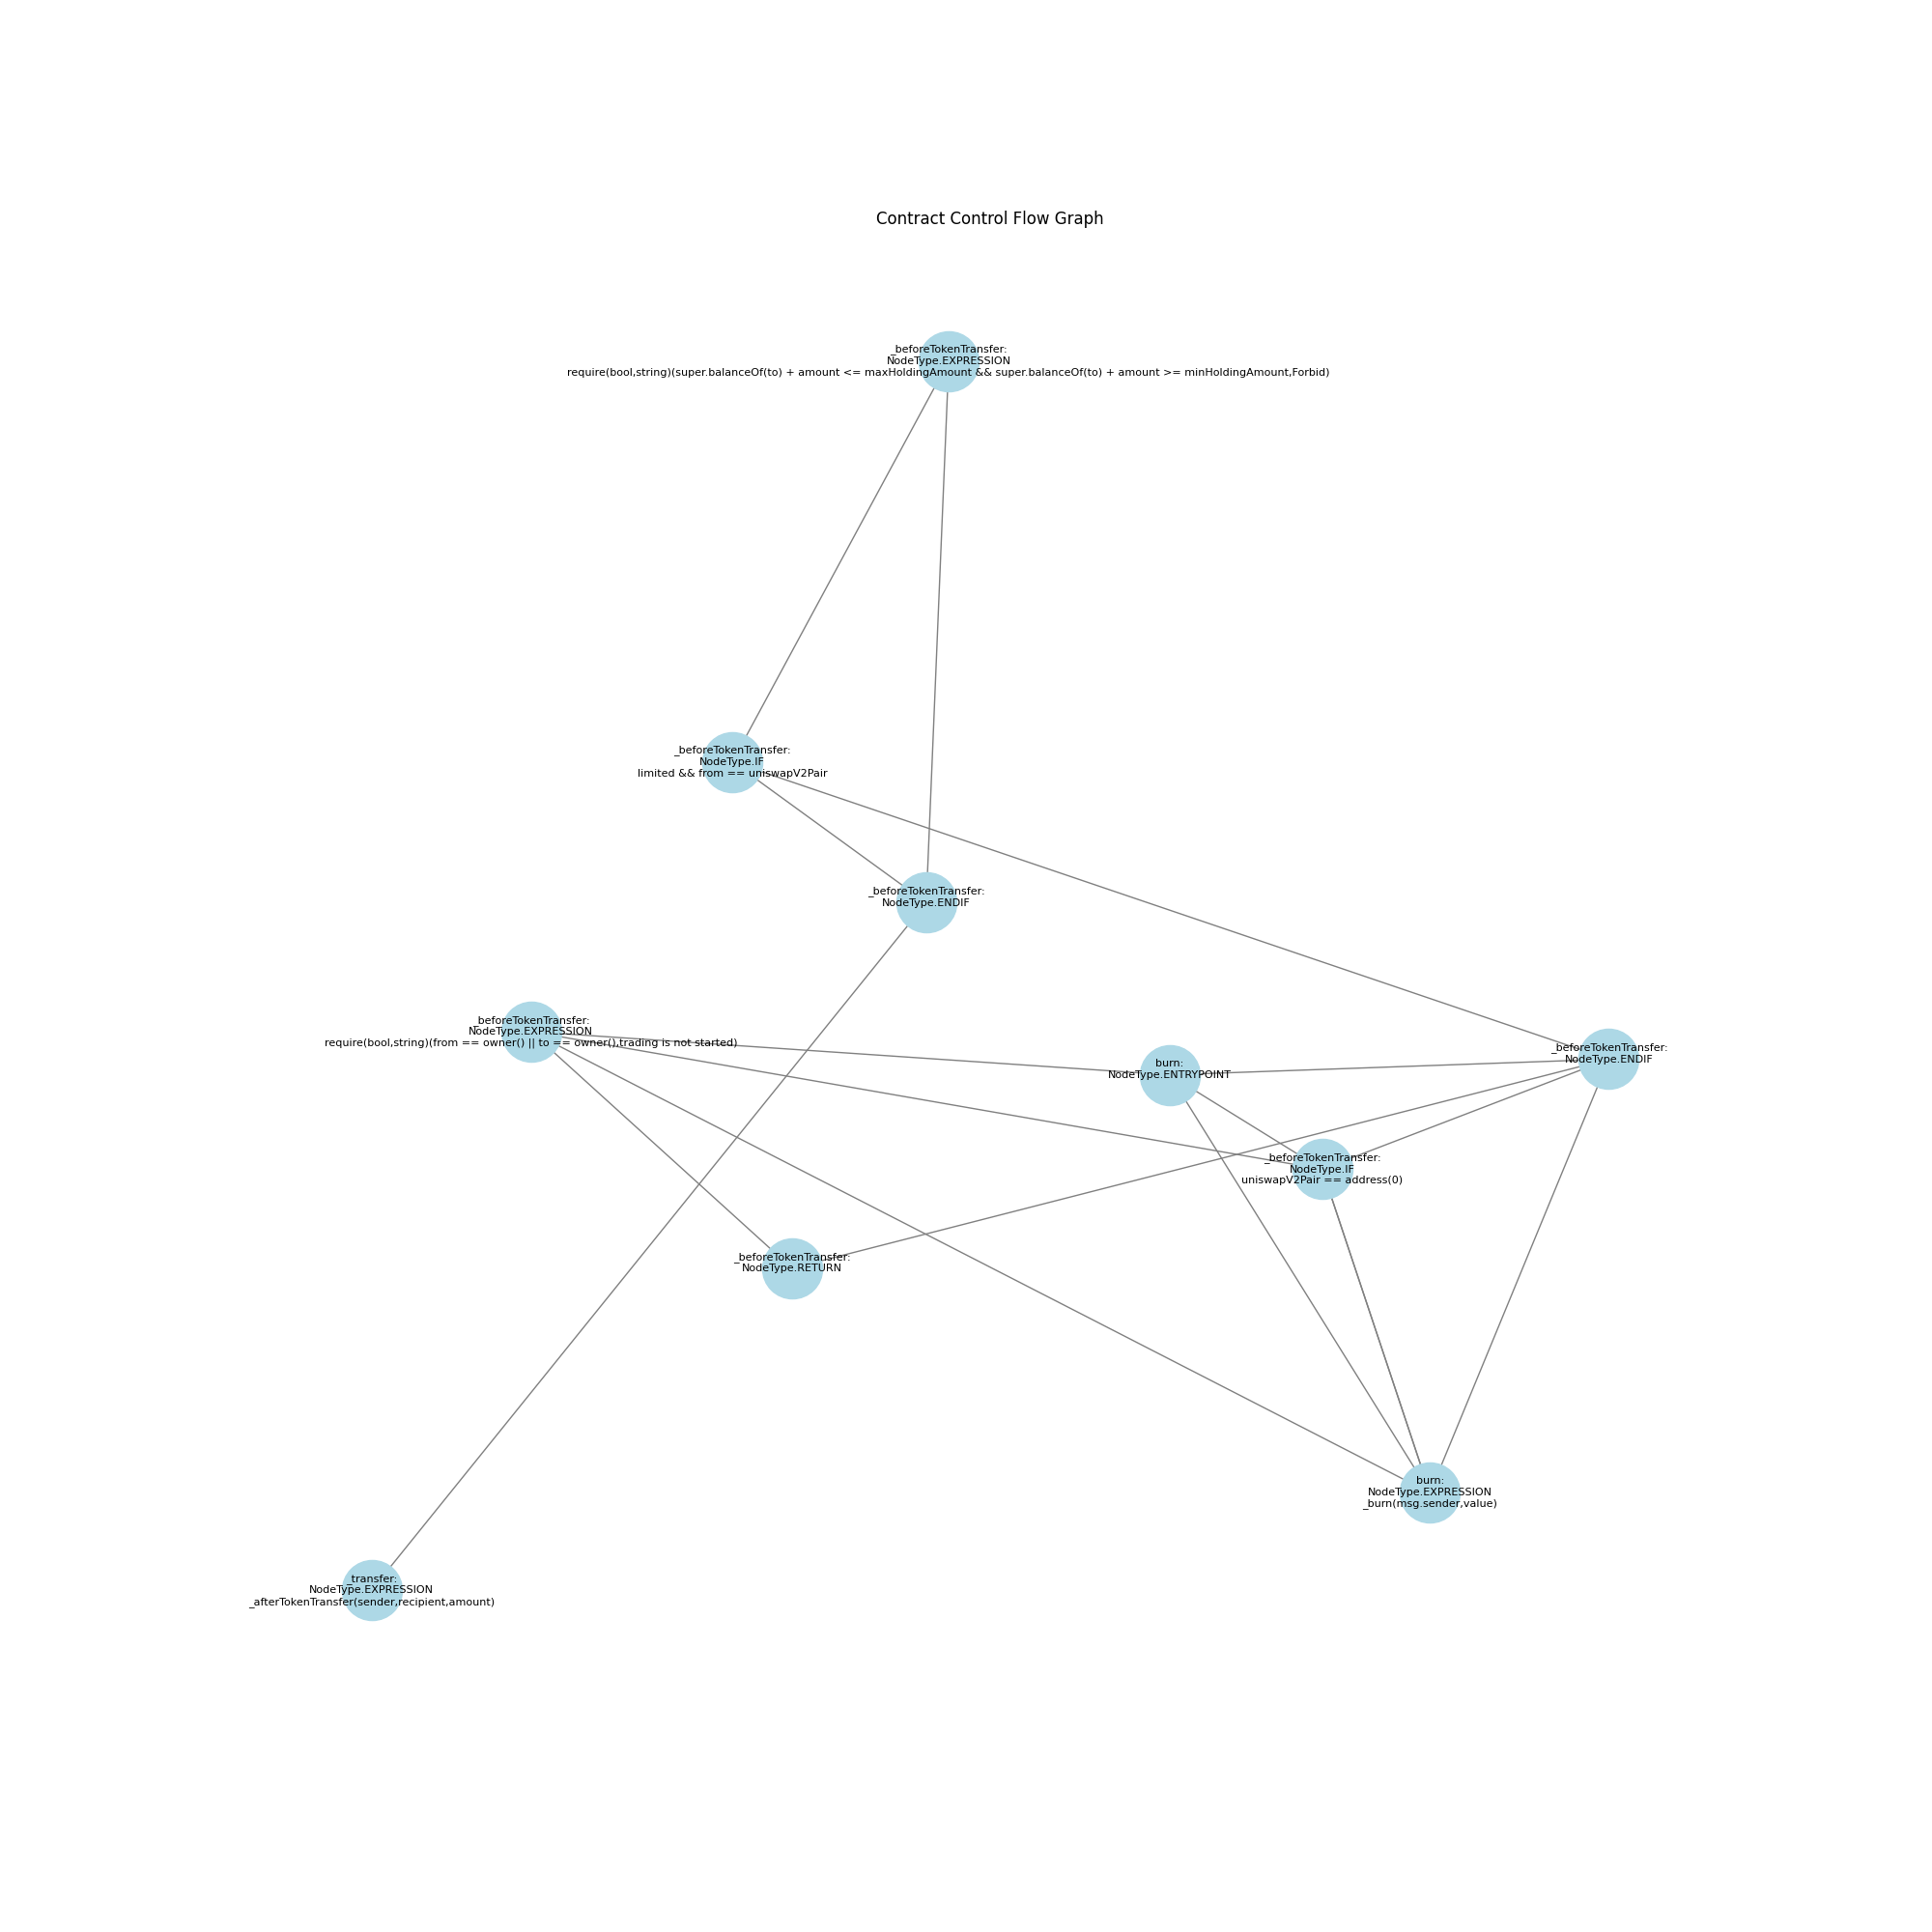 Contract Control Flow Graph
_beforeTokenTransfer:
NodeType.EXPRESSION
require(bool,string)(super.balanceOf(to) + amount <= maxHoldingAmount && super.balanceOf(to) + amount >= minHoldingAmount,Forbid)
_beforeTokenTransfer:
NodeType.IF
limited && from == uniswapV2Pair
_beforeTokenTransfer:
NodeType.ENDIF
_beforeTokenTransfer:
NodeType.EXPRESSION
require(bool,string)(from == owner() || to == owner(),trading is not started)
burn:
NodeType.ENTRYPOINT
_beforeTokenTransfer:
NodeType.ENDIF
_beforeTokenTransfer:
NodeType.IF
uniswapV2Pair == address(0)
_beforeTokenTransfer:
NodeType.RETURN
burn:
NodeType.EXPRESSION
_burn(msg.sender,value)
_transfer:
NodeType.EXPRESSION
_afterTokenTransfer(sender,recipient,amount)